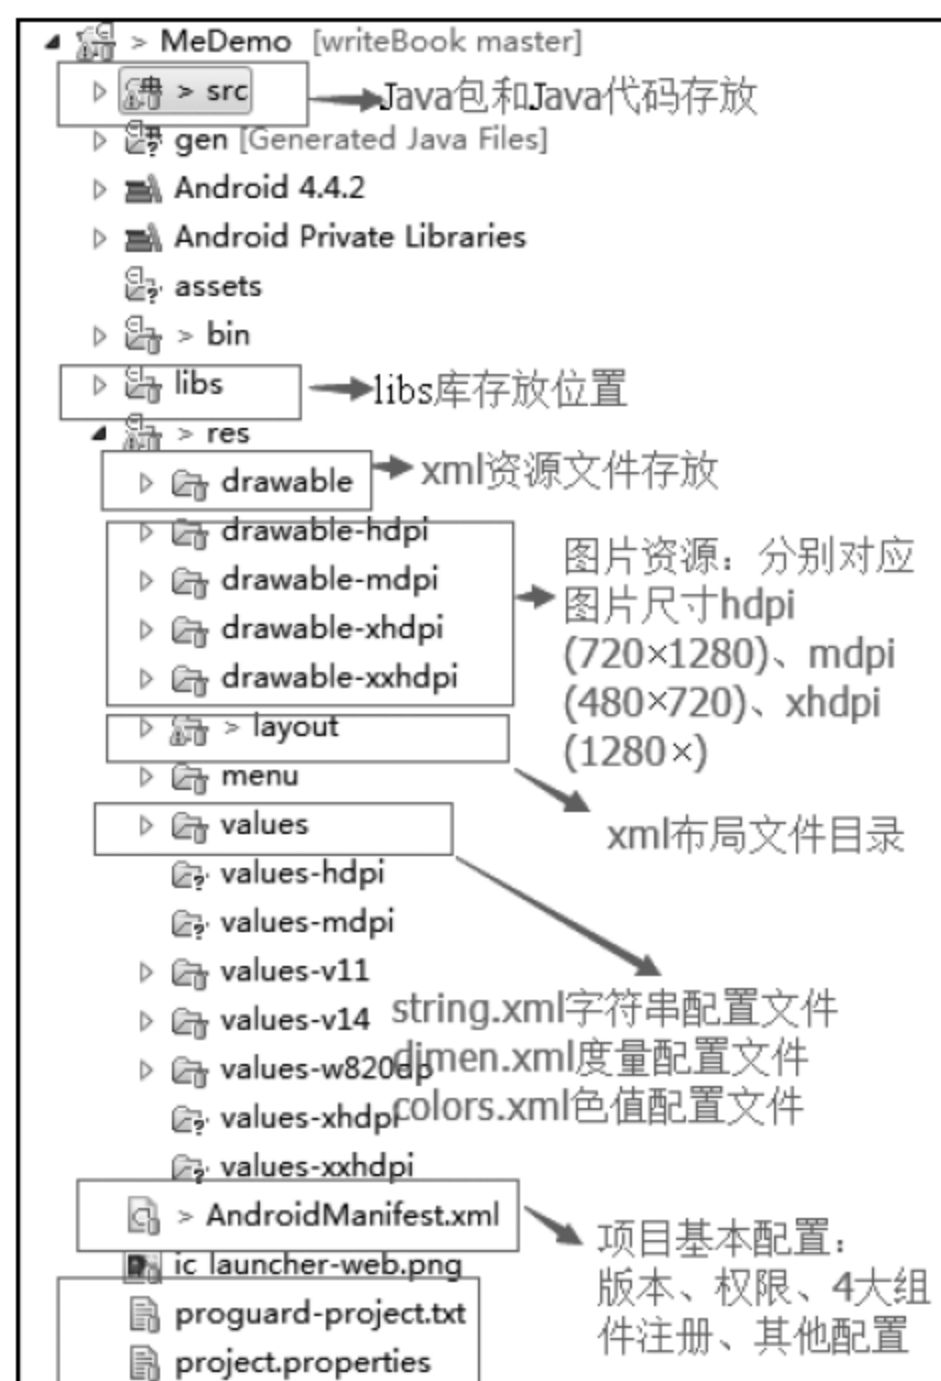 > MeDemo [writeBook master]
> src
Java包和Java代码存放
gen [Generated Java Files]
Android 4.4.2
Android Private Libraries
assets
> bin
libs
libs库存放位置
> res
drawable
xml资源文件存放
drawable-hdpi
drawable-mdpi
drawable-xhdpi
drawable-xxhdpi
图片资源：分别对应
图片尺寸hdpi
(720×1280)、mdpi
(480×720)、xhdpi
(1280×)
> layout
xml布局文件目录
menu
values
values-hdpi
values-mdpi
values-v11
values-v14
values-w820dp
values-xhdpi
values-xxhdpi
string.xml字符串配置文件
djmen.xml度量配置文件
colors.xml色值配置文件
> AndroidManifest.xml
项目基本配置：
版本、权限、4大组
件注册、其他配置
ic_launcher-web.png
proguard-project.txt
project.properties